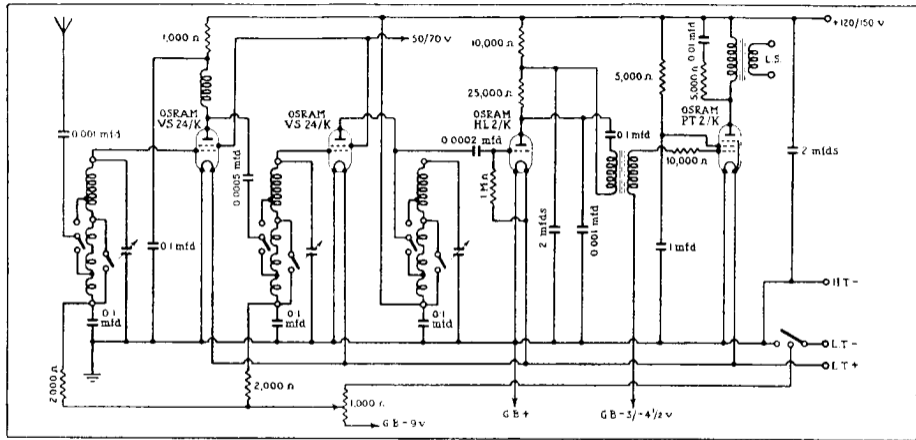 +120/150 V
1,000 Ω
50/70 V
10,000 Ω
25,000 Ω
5,000 Ω
0.01 mfd
5,000 Ω
L.S.
0.001 mfd
OSRAM
VS 24/K
OSRAM
VS 24/K
OSRAM
HL 2/K
OSRAM
PT 2/K
0.0005 mfd
0.0002 mfd
1 MΩ
0.1 mfd
10,000 Ω
2 mfds
0.1 mfd
2 mfds
0.001 mfd
1 mfd
HT-
0.1
mfd
0.1
mfd
0.1
mfd
LT-
LT+
2,000 Ω
2,000 Ω
1,000 Ω
GB-9V
GB+
GB-3/-4½ V